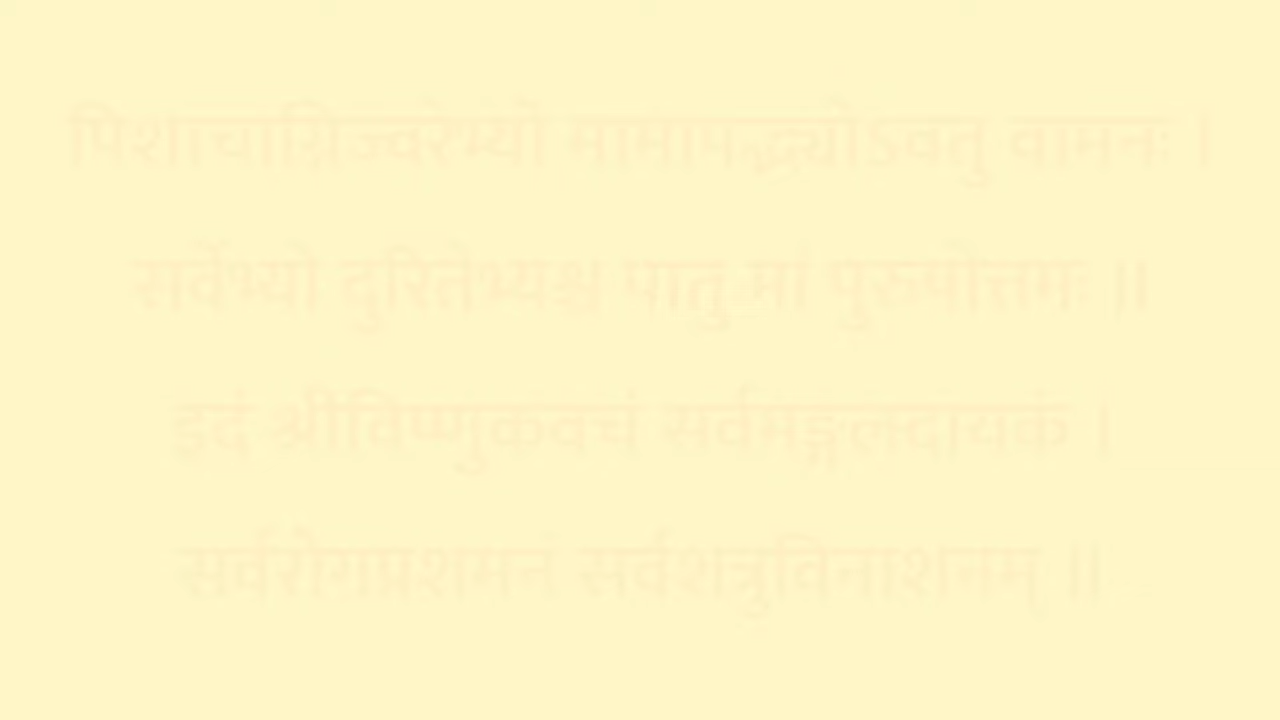 पिशाचाग्निज्वरेभ्यो मामापद्भ्योऽवतु वामनः ।
सर्वेभ्यो दुरितेभ्यश्च पातु मां पुरुषोत्तमः ॥
इदं श्रीविष्णुकवचं सर्वमङ्गलदायकं ।
सर्वरोगप्रशमनं सर्वशत्रुविनाशनम् ॥